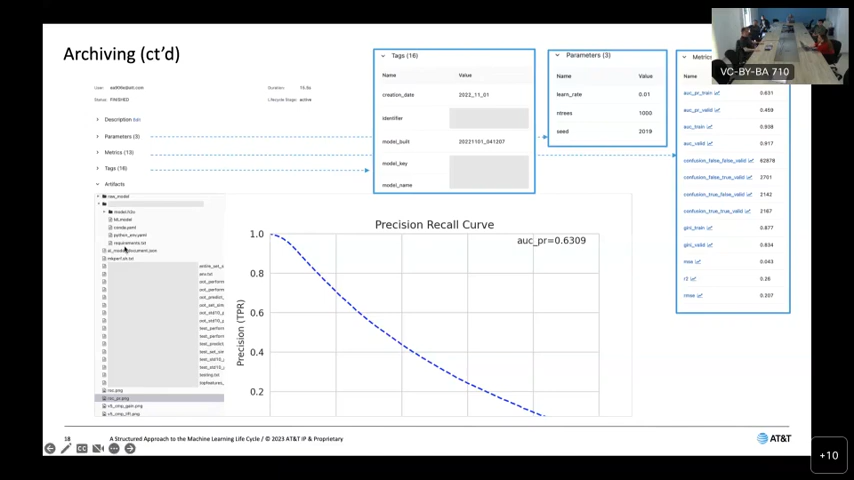 Archiving (ct'd)
VC-BY-BA 710
User:
Duration: 15.8s
Status: FINISHED
Lifecycle Stage: active
Description Edit
Parameters (3)
Metrics (13)
Tags (16)
Artifacts
Tags (16)
Name Value
creation_date 2022_11_01
identifier
model_built 20221101_041207
model_key
model_name
Parameters (3)
Name Value
learn_rate 0.01
ntrees 1000
seed 2019
Metrics
Name
auc_pr_train 0.631
auc_pr_valid 0.459
auc_train 0.938
auc_valid 0.917
confusion_false_false_valid 62878
confusion_false_true_valid 2701
confusion_true_false_valid 2142
confusion_true_true_valid 2187
gini_train 0.877
gini_valid 0.834
mse 0.043
r2 0.26
rmse 0.207
conda.yaml
python_env.yaml
requirements.txt
Precision Recall Curve
auc_pr=0.6309
Precision (TPR)
1.0
0.8
0.6
0.4
0.2
18 A Structured Approach to the Machine Learning Life Cycle / © 2023 AT&T IP & Proprietary
AT&T
+10